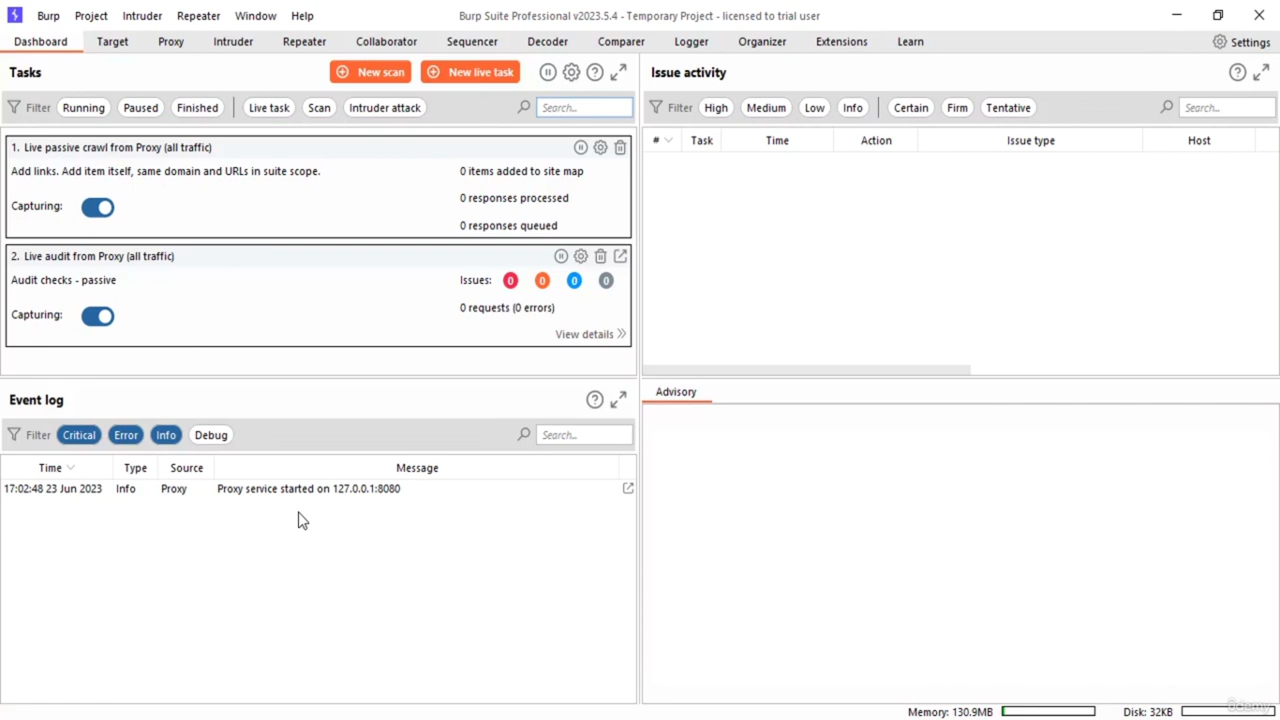 Burp Project Intruder Repeater Window Help Burp Suite Professional v2023.5.4 - Temporary Project - licensed to trial user
Dashboard Target Proxy Intruder Repeater Collaborator Sequencer Decoder Comparer Logger Organizer Extensions Learn Settings
Tasks New scan New live task
Filter Running Paused Finished Live task Scan Intruder attack Search...
1. Live passive crawl from Proxy (all traffic)
Add links. Add item itself, same domain and URLs in suite scope. 0 items added to site map
0 responses processed
Capturing:
0 responses queued
2. Live audit from Proxy (all traffic)
Audit checks - passive Issues: 0 0 0 0
0 requests (0 errors)
Capturing:
View details
Issue activity
Filter High Medium Low Info Certain Firm Tentative Search...
# Task Time Action Issue type Host
Event log
Filter Critical Error Info Debug Search...
Time Type Source Message
17:02:48 23 Jun 2023 Info Proxy Proxy service started on 127.0.0.1:8080
Advisory
Memory: 130.9MB Disk: 32KB
ûdemy